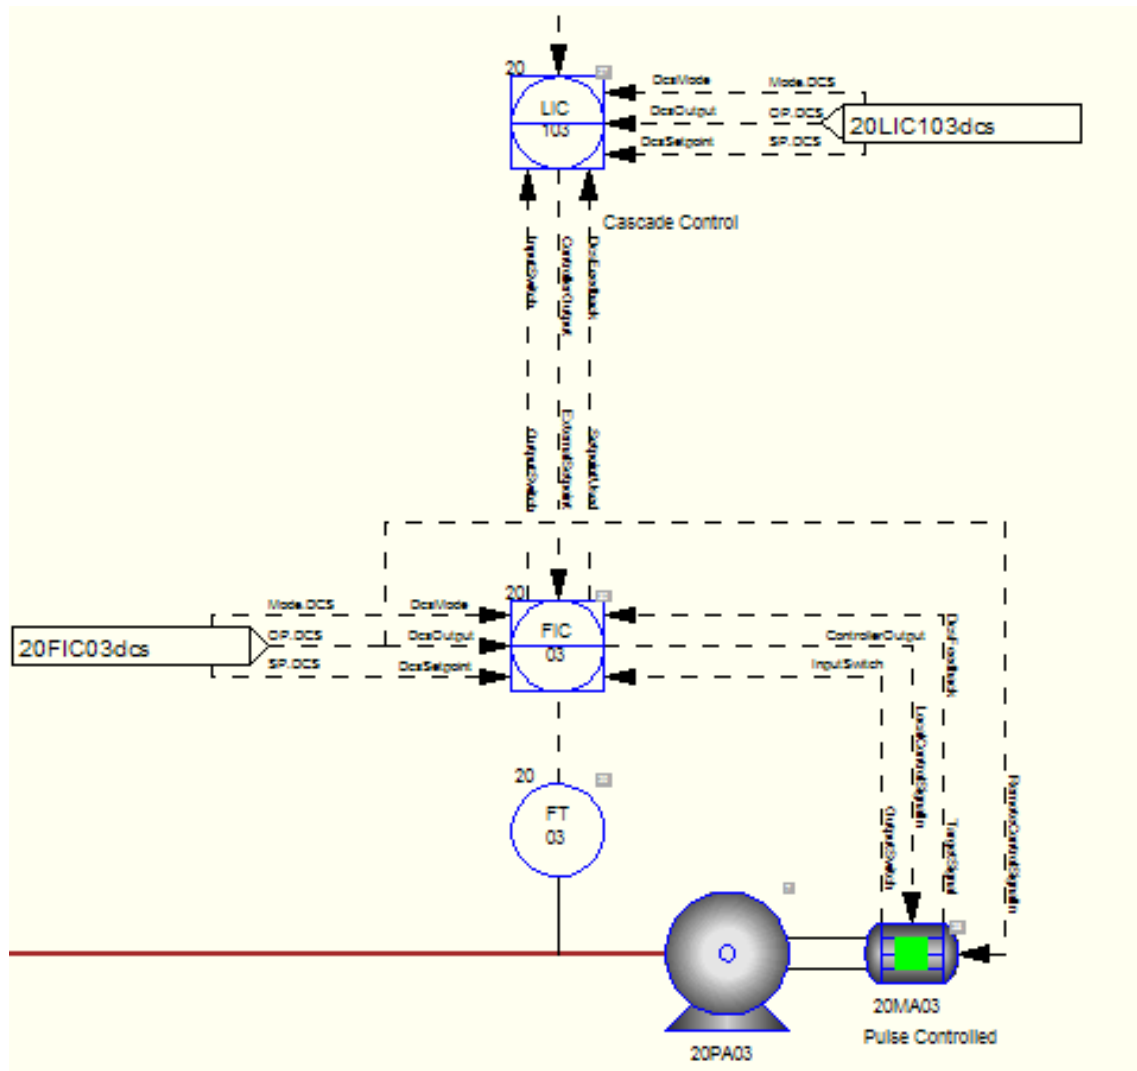 20
LIC
103
DcsMode
Mode.DCS
DcsOutput
OP.DCS
20LIC103dcs
DcsSetpoint
SP.DCS
Cascade Control
InputSwitch
ControllerOutput
DcsFeedback
OutputSwitch
ExternalSetpoint
SetpointUsed
20
Mode.DCS
DcsMode
FIC
03
20FIC03dcs
OP.DCS
DcsOutput
ControllerOutput
SP.DCS
DcsSetpoint
InputSwitch
DcsFeedback
LocalControlSignalIn
20
FT
03
OutputSwitch
TargetSignal
RemoteControlSignalIn
20MA03
Pulse Controlled
20PA03